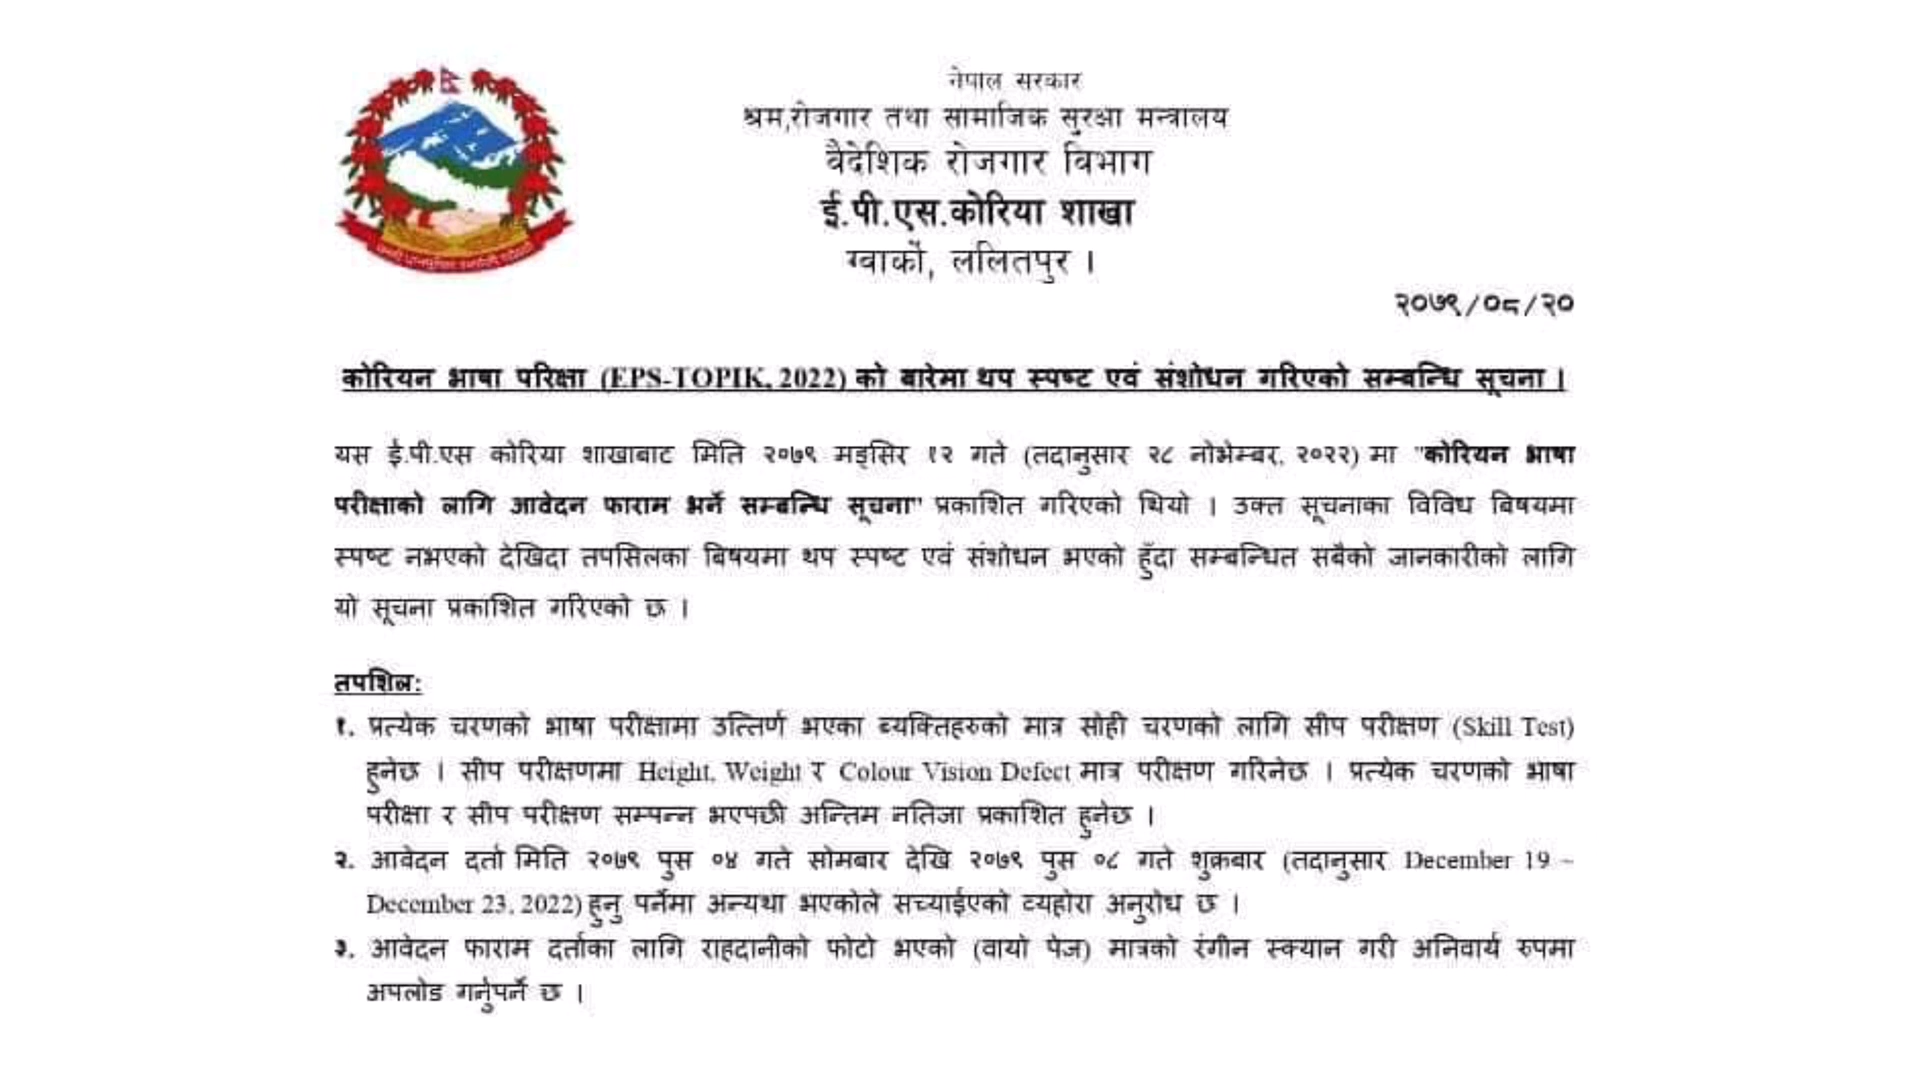 नेपाल सरकार
श्रम,रोजगार तथा सामाजिक सुरक्षा मन्त्रालय
वैदेशिक रोजगार विभाग
ई.पी.एस.कोरिया शाखा
ग्वार्को, ललितपुर ।
२०७९/०८/२०
कोरियन भाषा परिक्षा (EPS-TOPIK, 2022) को बारेमा थप स्पष्ट एवं संशोधन गरिएको सम्बन्धि सूचना ।
यस ई.पी.एस कोरिया शाखाबाट मिति २०७९ मङ्सिर १२ गते (तदानुसार २८ नोभेम्बर, २०२२) मा "कोरियन भाषा
परीक्षाको लागि आवेदन फाराम भर्ने सम्बन्धि सूचना" प्रकाशित गरिएको थियो । उक्त सूचनाका विविध बिषयमा
स्पष्ट नभएको देखिदा तपसिलका बिषयमा थप स्पष्ट एवं संशोधन भएको हुँदा सम्बन्धित सबैको जानकारीको लागि
यो सूचना प्रकाशित गरिएको छ ।
तपशिल:
१. प्रत्येक चरणको भाषा परीक्षामा उत्तिर्ण भएका ब्यक्तिहरुको मात्र सोही चरणको लागि सीप परीक्षण (Skill Test)
हुनेछ । सीप परीक्षणमा Height, Weight र Colour Vision Defect मात्र परीक्षण गरिनेछ । प्रत्येक चरणको भाषा
परीक्षा र सीप परीक्षण सम्पन्न भएपछी अन्तिम नतिजा प्रकाशित हुनेछ ।
२. आवेदन दर्ता मिति २०७९ पुस ०४ गते सोमबार देखि २०७९ पुस ०८ गते शुक्रबार (तदानुसार December 19 –
December 23, 2022) हुनु पर्नेमा अन्यथा भएकोले सच्याईएको व्यहोरा अनुरोध छ ।
३. आवेदन फाराम दर्ताका लागि राहदानीको फोटो भएको (वायो पेज) मात्रको रंगीन स्क्यान गरी अनिवार्य रुपमा
अपलोड गर्नुपर्ने छ ।